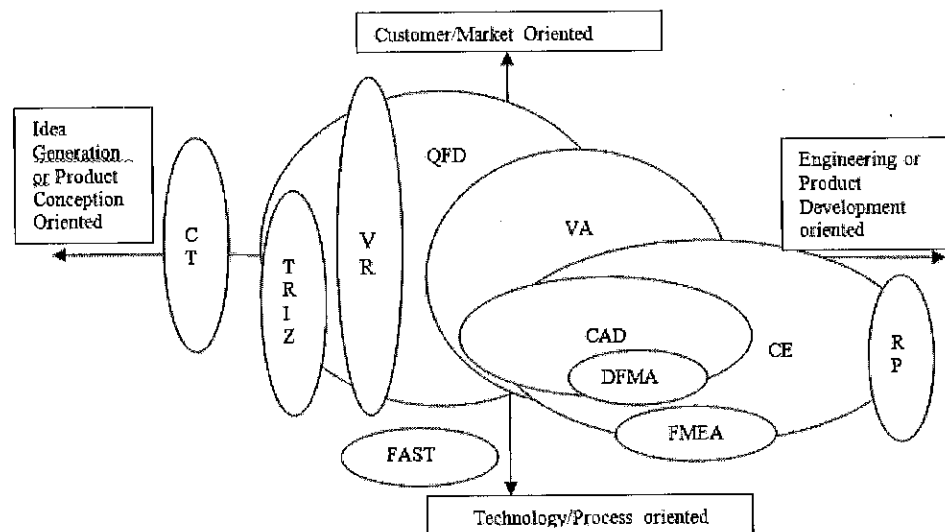 Customer/Market Oriented
Idea
Generation
or Product
Conception
Oriented
Engineering or
Product
Development
oriented
QFD
VA
C
T
T
R
I
Z
V
R
CAD
CE
R
P
DFMA
FMEA
FAST
Technology/Process oriented